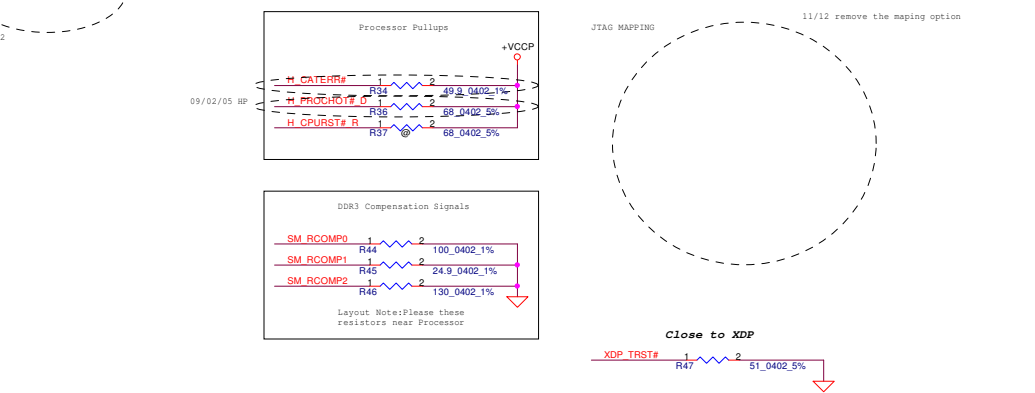 2
Processor Pullups
+VCCP
H_CATERR# 1 2
R34 49.9_0402_1%
09/02/05 HP
H_PROCHOT#_D 1 2
R36 68_0402_5%
H_CPURST#_R 1 2
R37 @ 68_0402_5%
DDR3 Compensation Signals
SM_RCOMP0 1 2
R44 100_0402_1%
SM_RCOMP1 1 2
R45 24.9_0402_1%
SM_RCOMP2 1 2
R46 130_0402_1%
Layout Note:Please these
resistors near Processor
JTAG MAPPING
11/12 remove the maping option
Close to XDP
XDP_TRST# 1 2
R47 51_0402_5%